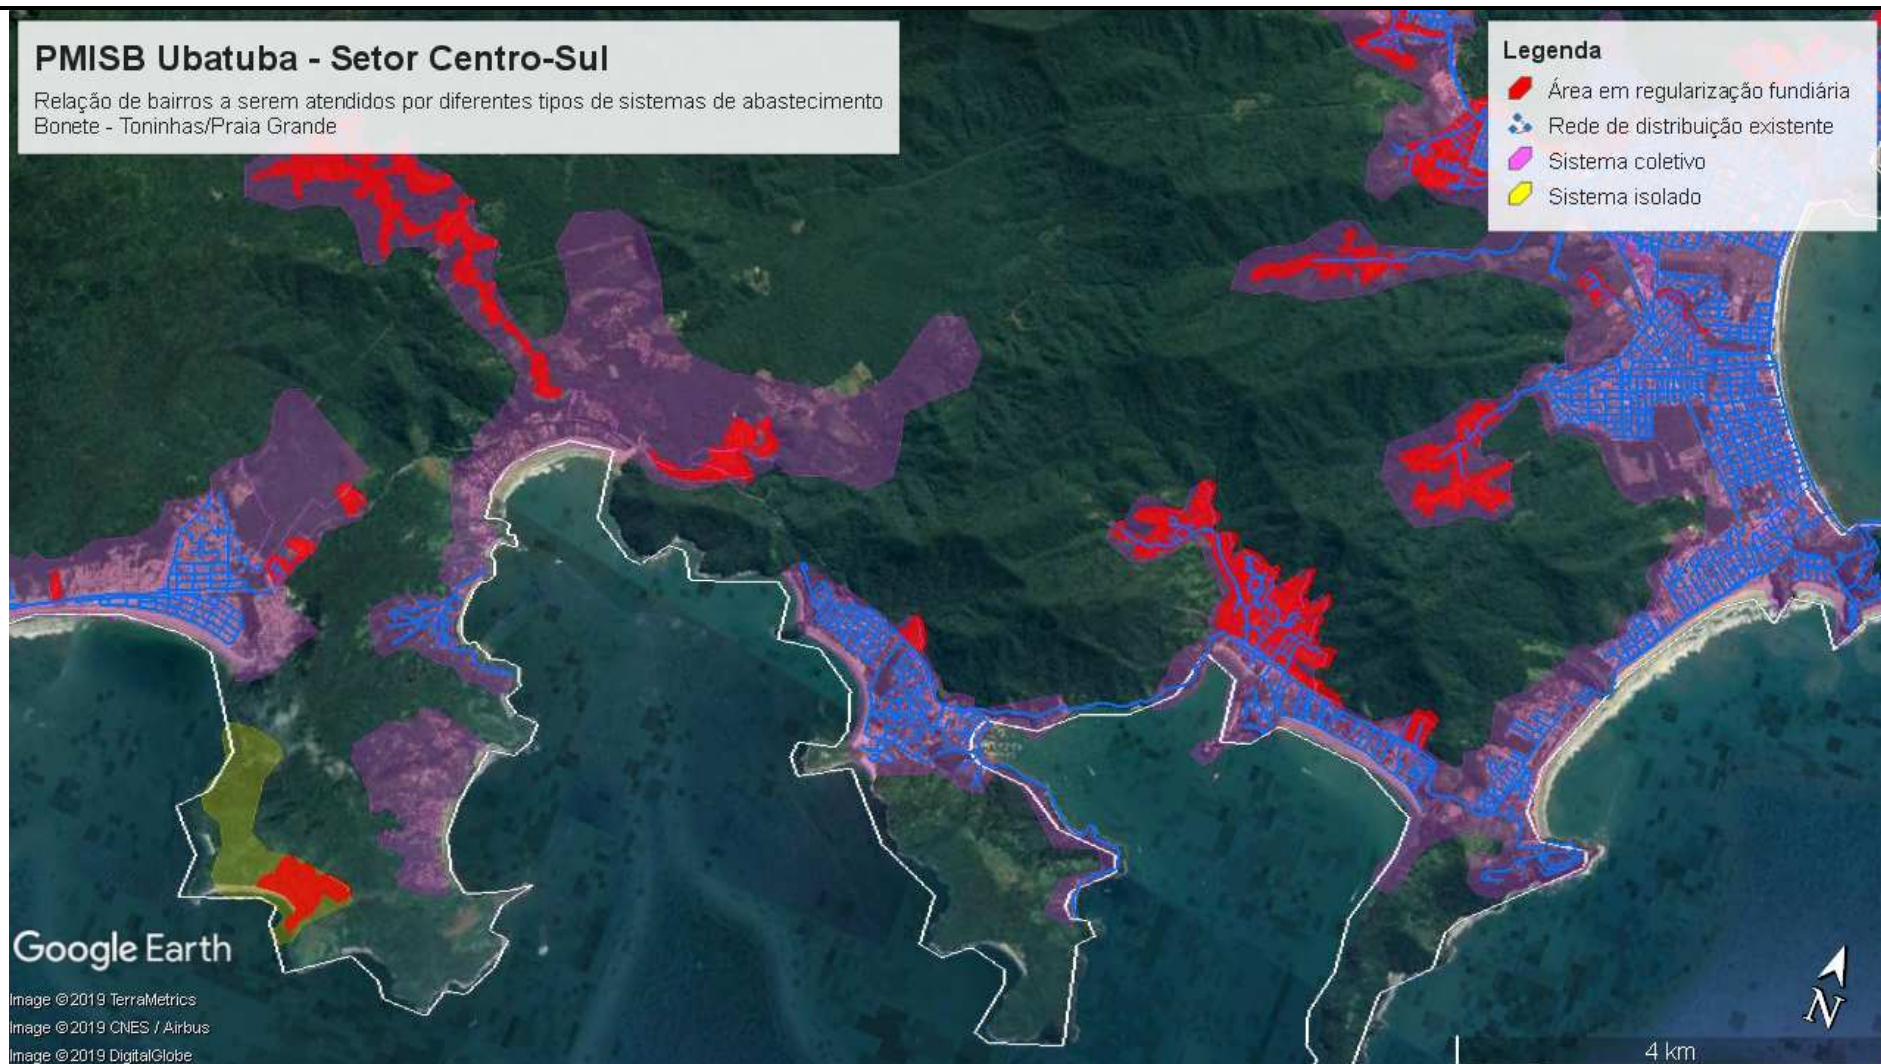 PMISB Ubatuba - Setor Centro-Sul
Relação de bairros a serem atendidos por diferentes tipos de sistemas de abastecimento
Bonete - Toninhas/Praia Grande
Legenda
Área em regularização fundiária
Rede de distribuição existente
Sistema coletivo
Sistema isolado
Google Earth
Image ©2019 TerraMetrics
Image ©2019 CNES / Airbus
Image ©2019 DigitalGlobe
N
4 km